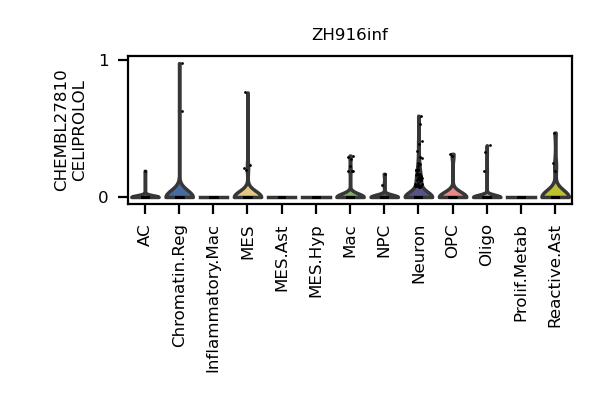 ZH916inf
CHEMBL27810
CELIPROLOL
1
0
AC
Chromatin.Reg
Inflammatory.Mac
MES
MES.Ast
MES.Hyp
Mac
NPC
Neuron
OPC
Oligo
Prolif.Metab
Reactive.Ast